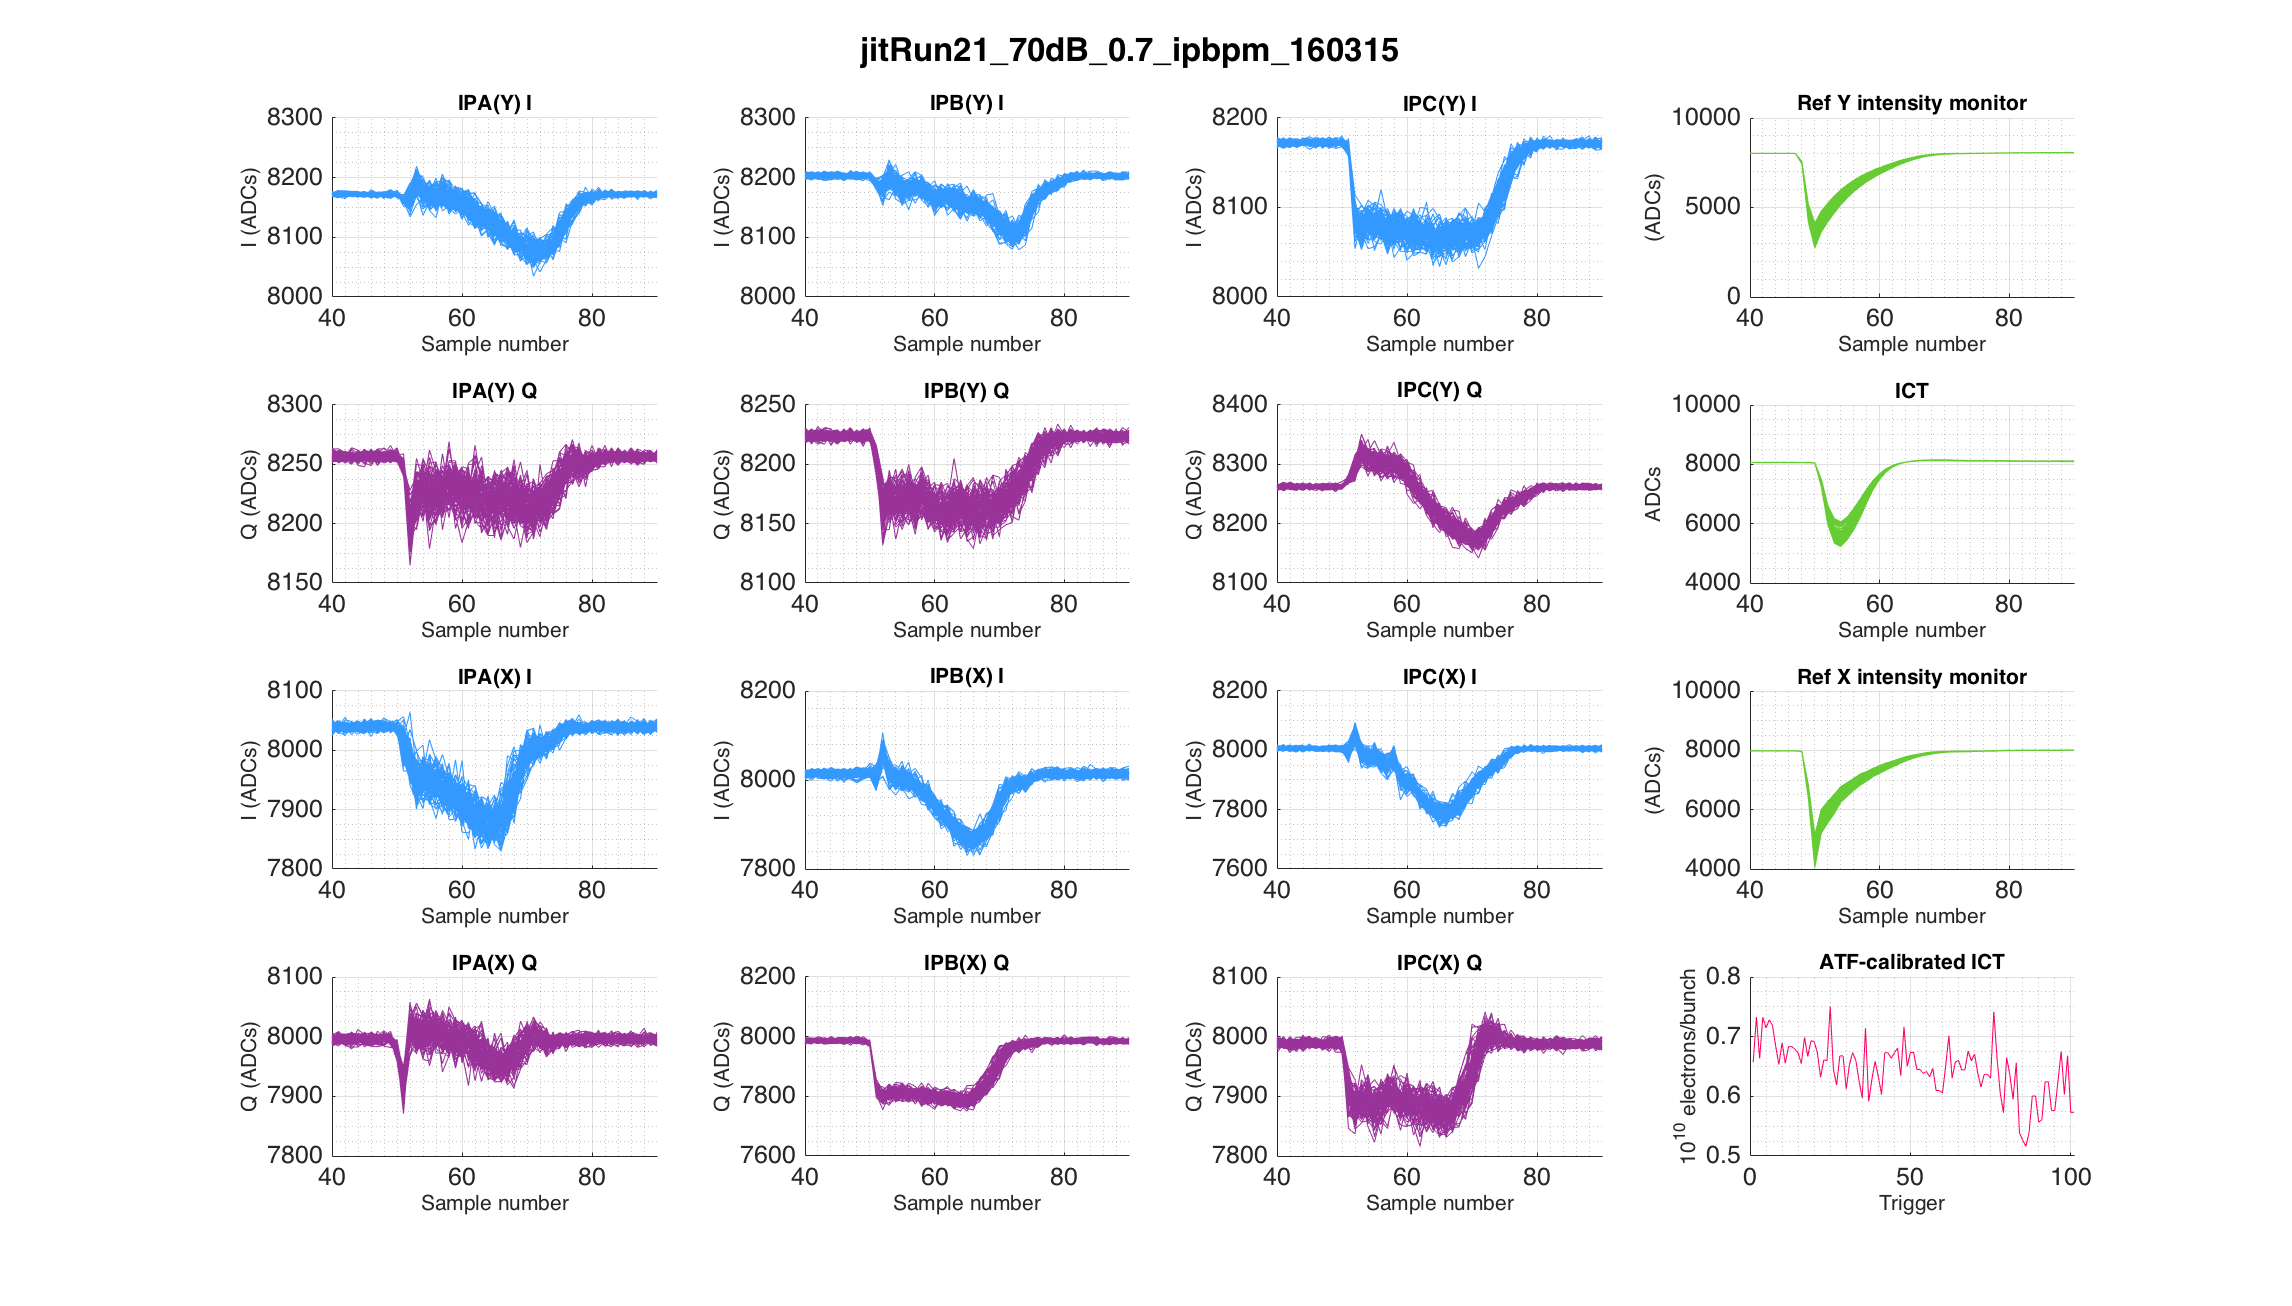 jitRun21_70dB_0.7_ipbpm_160315
IPA(Y) I
8300
8200
8100
8000
I (ADCs)
40 60 80
Sample number
IPB(Y) I
8300
8200
8100
8000
I (ADCs)
40 60 80
Sample number
IPC(Y) I
8200
8100
8000
I (ADCs)
40 60 80
Sample number
Ref Y intensity monitor
10000
5000
0
(ADCs)
40 60 80
Sample number
IPA(Y) Q
8300
8250
8200
8150
Q (ADCs)
40 60 80
Sample number
IPB(Y) Q
8250
8200
8150
8100
Q (ADCs)
40 60 80
Sample number
IPC(Y) Q
8400
8300
8200
8100
Q (ADCs)
40 60 80
Sample number
ICT
10000
8000
6000
4000
ADCs
40 60 80
Sample number
IPA(X) I
8100
8000
7900
7800
I (ADCs)
40 60 80
Sample number
IPB(X) I
8200
8000
7800
I (ADCs)
40 60 80
Sample number
IPC(X) I
8200
8000
7800
7600
I (ADCs)
40 60 80
Sample number
Ref X intensity monitor
10000
8000
6000
4000
(ADCs)
40 60 80
Sample number
IPA(X) Q
8100
8000
7900
7800
Q (ADCs)
40 60 80
Sample number
IPB(X) Q
8200
8000
7800
7600
Q (ADCs)
40 60 80
Sample number
IPC(X) Q
8100
8000
7900
7800
Q (ADCs)
40 60 80
Sample number
ATF-calibrated ICT
0.8
0.7
0.6
0.5
10^10 electrons/bunch
0 50 100
Trigger